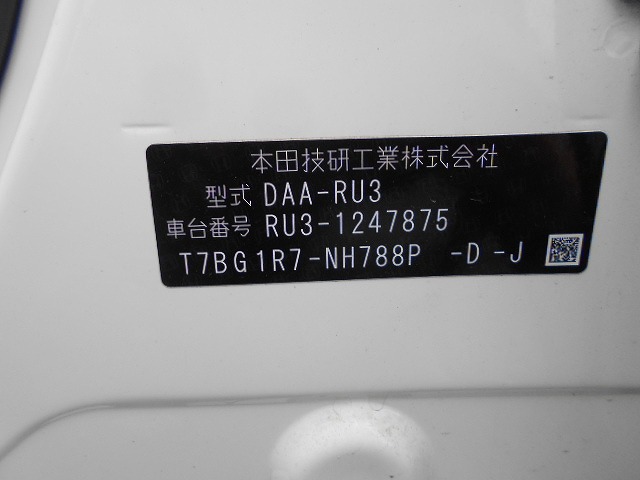 本田技研工業株式会社
型式 DAA-RU3
車台番号 RU3-1247875
T7BG1R7-NH788P -D-J